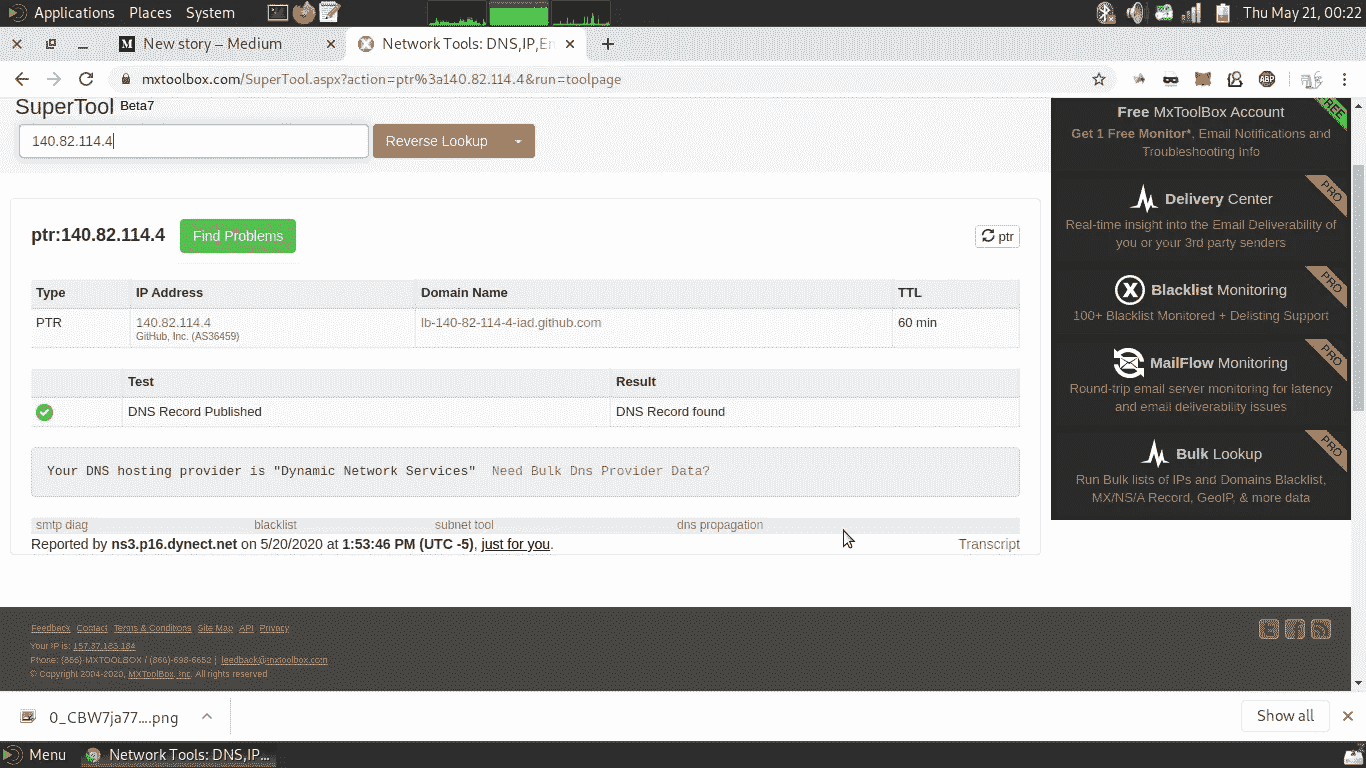 Applications Places System Thu May 21, 00:22
New story – Medium Network Tools: DNS,IP,En
mxtoolbox.com/SuperTool.aspx?action=ptr%3a140.82.114.4&run=toolpage
SuperTool Beta7
140.82.114.4 Reverse Lookup
ptr:140.82.114.4 Find Problems ptr
Type IP Address Domain Name TTL
PTR 140.82.114.4 lb-140-82-114-4-iad.github.com 60 min
GitHub, Inc. (AS36459)
Test Result
DNS Record Published DNS Record found
Your DNS hosting provider is "Dynamic Network Services" Need Bulk Dns Provider Data?
smtp diag blacklist subnet tool dns propagation
Reported by ns3.p16.dynect.net on 5/20/2020 at 1:53:46 PM (UTC -5), just for you. Transcript
FREE
Free MxToolBox Account
Get 1 Free Monitor*, Email Notifications and
Troubleshooting Info
PRO
Delivery Center
Real-time insight into the Email Deliverability of
you or your 3rd party senders
PRO
Blacklist Monitoring
100+ Blacklist Monitored + Delisting Support
PRO
MailFlow Monitoring
Round-trip email server monitoring for latency
and email deliverability issues
PRO
Bulk Lookup
Run Bulk lists of IPs and Domains Blacklist,
MX/NS/A Record, GeoIP, & more data
Feedback Contact Terms & Conditions Site Map API Privacy
Your IP is: 157.37.183.184
Phone: (866)-MXTOOLBOX / (866)-698-6652 | feedback@mxtoolbox.com
© Copyright 2004-2020, MXToolBox, Inc. All rights reserved
0_CBW7ja77....png Show all
Menu Network Tools: DNS,IP...